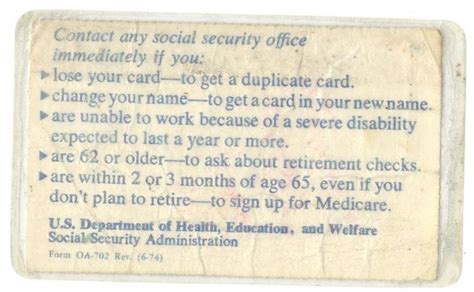 Contact any social security office
immediately if you:
▶lose your card—to get a duplicate card.
▶change your name—to get a card in your new name.
▶are unable to work because of a severe disability
expected to last a year or more.
▶are 62 or older—to ask about retirement checks.
▶are within 2 or 3 months of age 65, even if you
don't plan to retire—to sign up for Medicare.
U.S. Department of Health, Education, and Welfare
Social Security Administration
Form OA-702 Rev. (6-74)